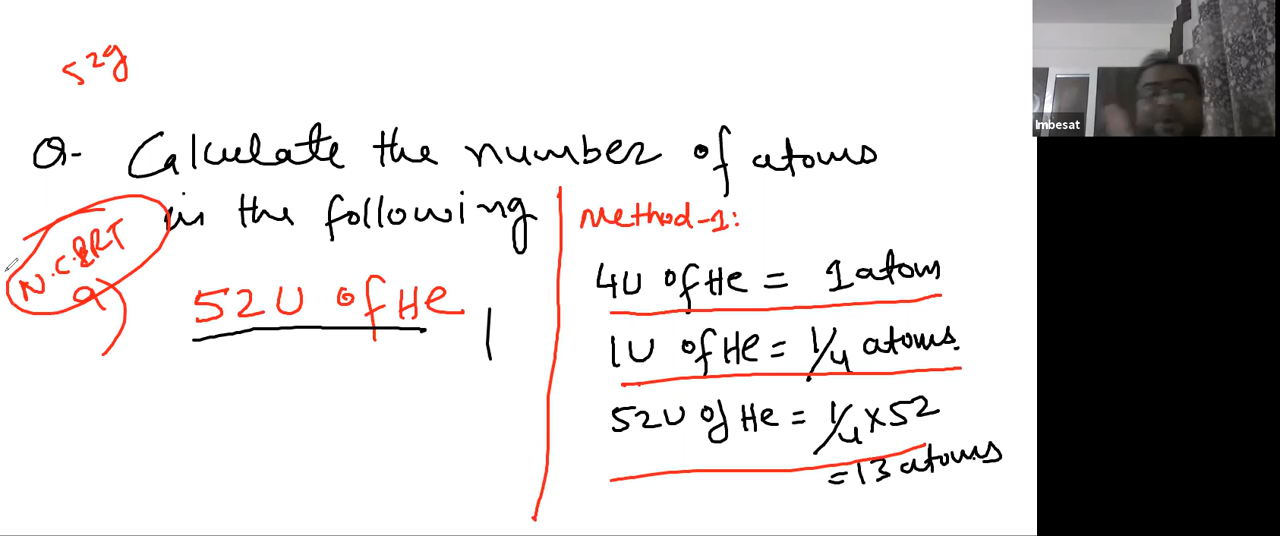 52g
Q- Calculate the number of atoms
in the following
N.C.ERT
a)
52U of He
Method-1:
4U of He = 1 atom
1U of He = 1/4 atoms.
52U of He = 1/4 x 52
= 13 atoms
Imbesat